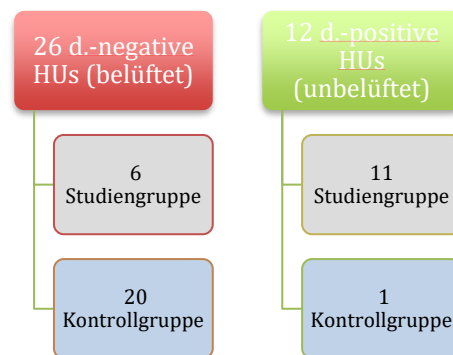 26 d.-negative
HUs (belüftet)
6
Studiengruppe
20
Kontrollgruppe
12 d.-positive
HUs
(unbelüftet)
11
Studiengruppe
1
Kontrollgruppe